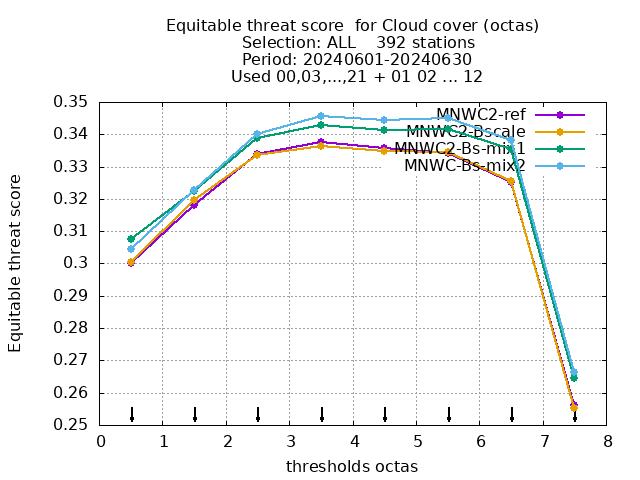 Equitable threat score  for Cloud cover (octas)
Selection: ALL    392 stations
Period: 20240601-20240630
Used 00,03,...,21 + 01 02 ... 12
MNWC2-ref
MNWC2-Bscale
MNWC2-Bs-mix1
MNWC-Bs-mix2
Equitable threat score
0.35
0.34
0.33
0.32
0.31
0.3
0.29
0.28
0.27
0.26
0.25
0 1 2 3 4 5 6 7 8
thresholds octas